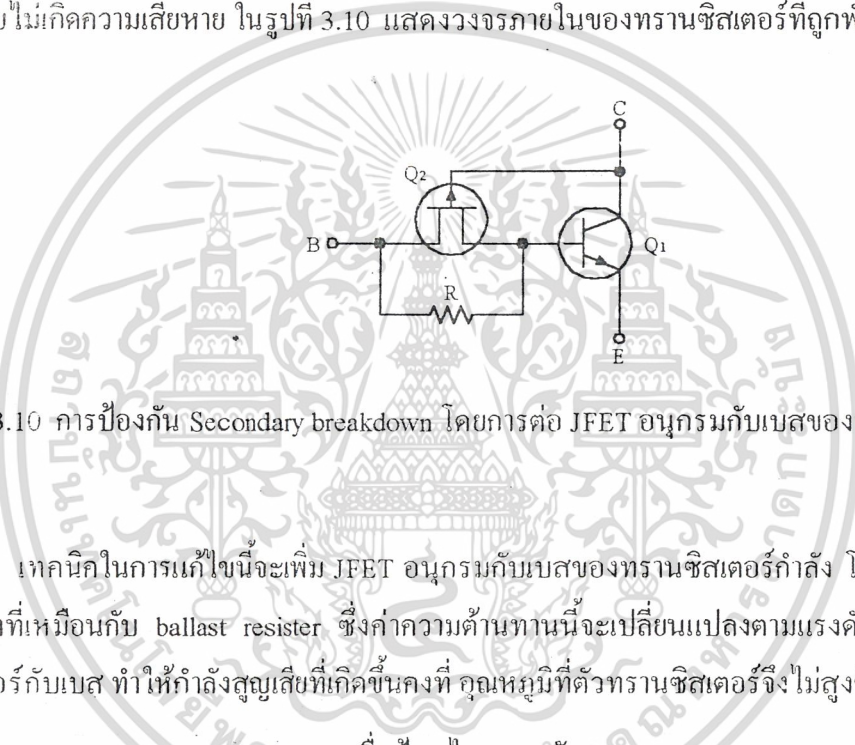 ไม่เกิดความเสียหาย ในรูปที่ 3.10 แสดงวงจรภายในของทรานซิสเตอร์ที่ถูกพั
C
Q2
B
Q1
R
E
3.10 การป้องกัน Secondary breakdown โดยการต่อ JFET อนุกรมกับเบสของ
เทคนิคในการแก้ไขนี้จะเพิ่ม JFET อนุกรมกับเบสของทรานซิสเตอร์กำลัง โ
ที่เหมือนกับ ballast resister ซึ่งค่าความต้านทานนี้จะเปลี่ยนแปลงตามแรงดั
อร์กับเบส ทำให้กำลังสูญเสียที่เกิดขึ้นคงที่ อุณหภูมิที่ตัวทรานซิสเตอร์จึงไม่สูง